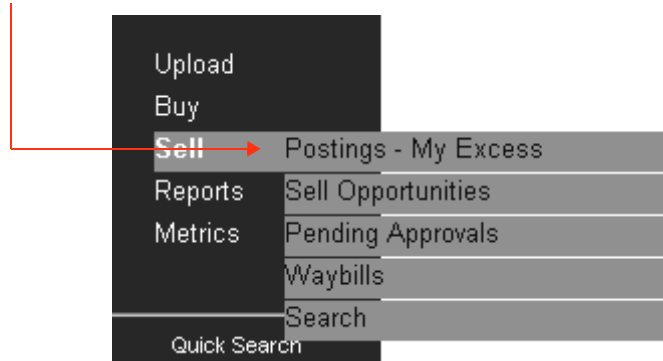 Upload
Buy
Sell Postings - My Excess
Reports Sell Opportunities
Metrics Pending Approvals
Waybills
Search
Quick Search